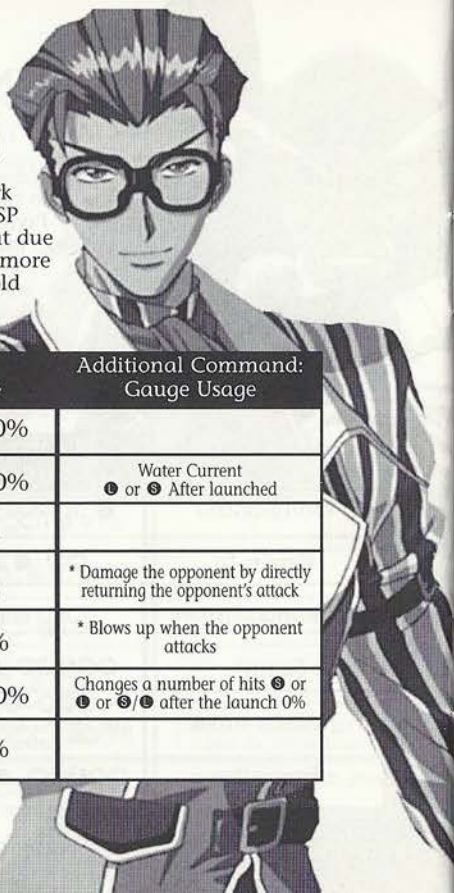 rk
SP
t due
more
old
Additional Command:
Gauge Usage
0%
0%
Water Current
Ⓛ or Ⓢ After launched
* Damage the opponent by directly
returning the opponent's attack
%
* Blows up when the opponent
attacks
0%
Changes a number of hits Ⓢ or
Ⓛ or Ⓢ/Ⓛ after the launch 0%
%